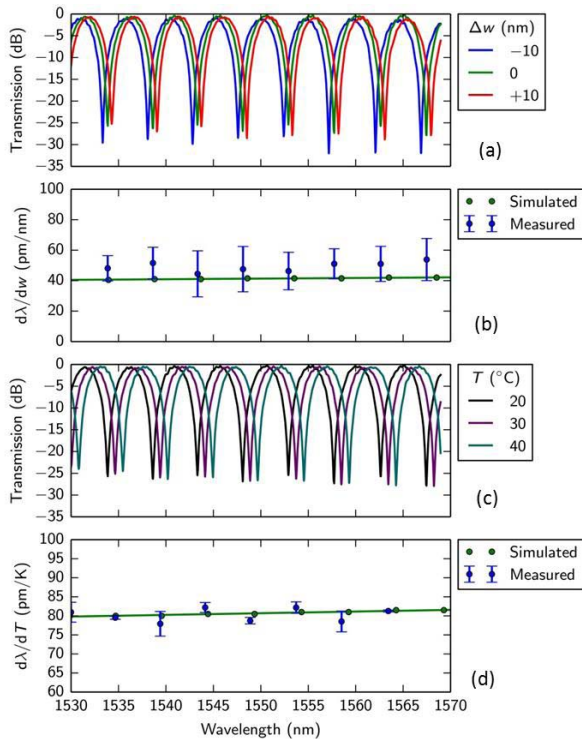 Transmission (dB)
0
−5
−10
−15
−20
−25
−30
−35
Δw (nm)
−10
0
+10
(a)
dλ/dw (pm/nm)
100
80
60
40
20
0
Simulated
Measured
(b)
Transmission (dB)
0
−5
−10
−15
−20
−25
−30
−35
T (°C)
20
30
40
(c)
dλ/dT (pm/K)
100
95
90
85
80
75
70
65
60
Simulated
Measured
(d)
1530 1535 1540 1545 1550 1555 1560 1565 1570
Wavelength (nm)